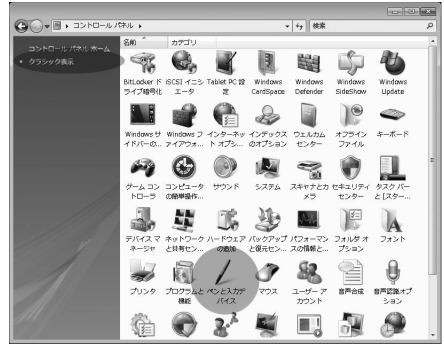 コントロール パネル
検索
コントロール パネル ホーム
クラシック表示
名前
カテゴリ
BitLocker ド
ライブ暗号化
iSCSI イニシ
エータ
Tablet PC 設
定
Windows
CardSpace
Windows
Defender
Windows
SideShow
Windows
Update
Windows サ
イドバーの...
Windows フ
ァイアウォ...
インターネッ
ト オプシ...
インデックス
のオプション
ウェルカム
センター
オフライン
ファイル
キーボード
ゲーム コン
トローラ
コンピュータ
の簡単操作...
サウンド
システム
スキャナとカ
メラ
セキュリティ
センター
タスク バー
と [スター...
デバイス マ
ネージャ
ネットワーク
と共有セン...
ハードウェア
の追加
バックアップ
と復元セン...
パフォーマン
スの情報と...
フォルダ オ
プション
フォント
プリンタ
プログラムと
機能
ペンと入力デ
バイス
マウス
ユーザー ア
カウント
音声合成
音声認識オプ
ション